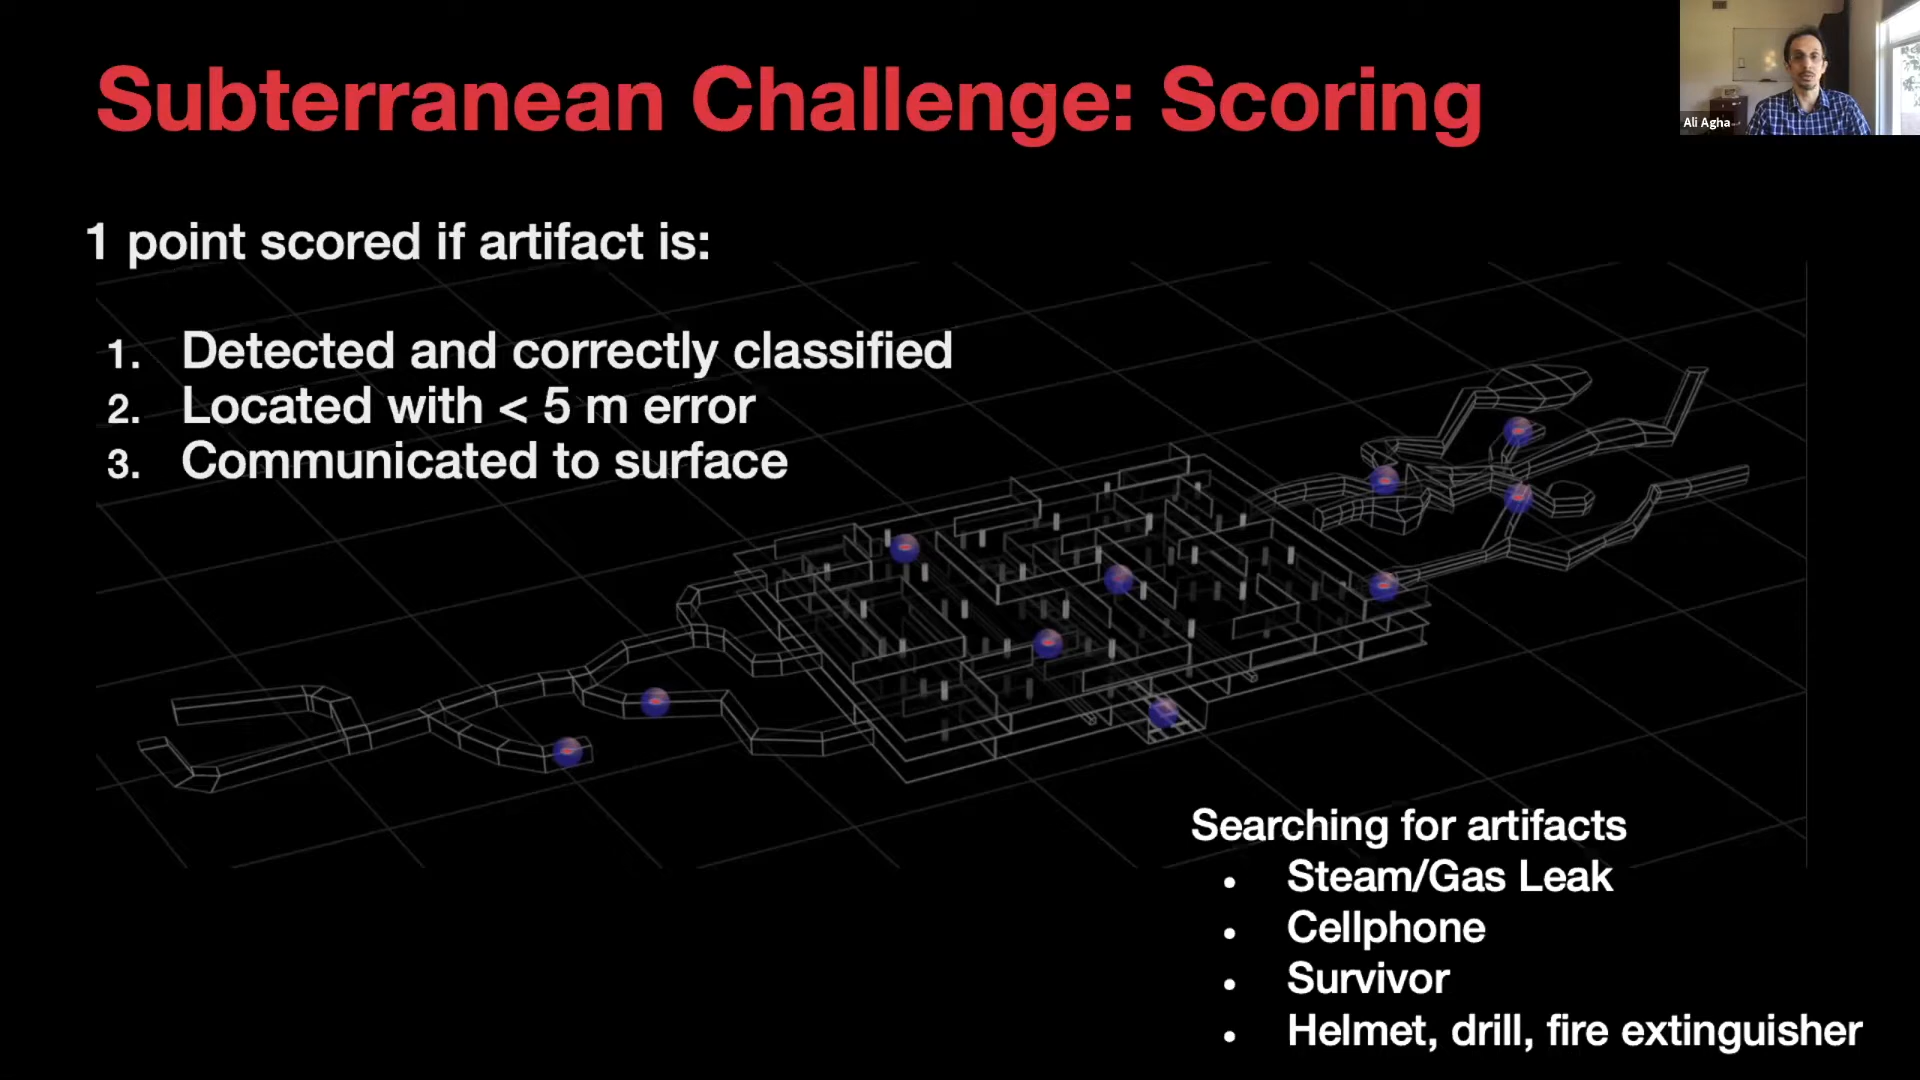 Subterranean Challenge: Scoring
Ali Agha
1 point scored if artifact is:
1. Detected and correctly classified
2. Located with < 5 m error
3. Communicated to surface
Searching for artifacts
• Steam/Gas Leak
• Cellphone
• Survivor
• Helmet, drill, fire extinguisher